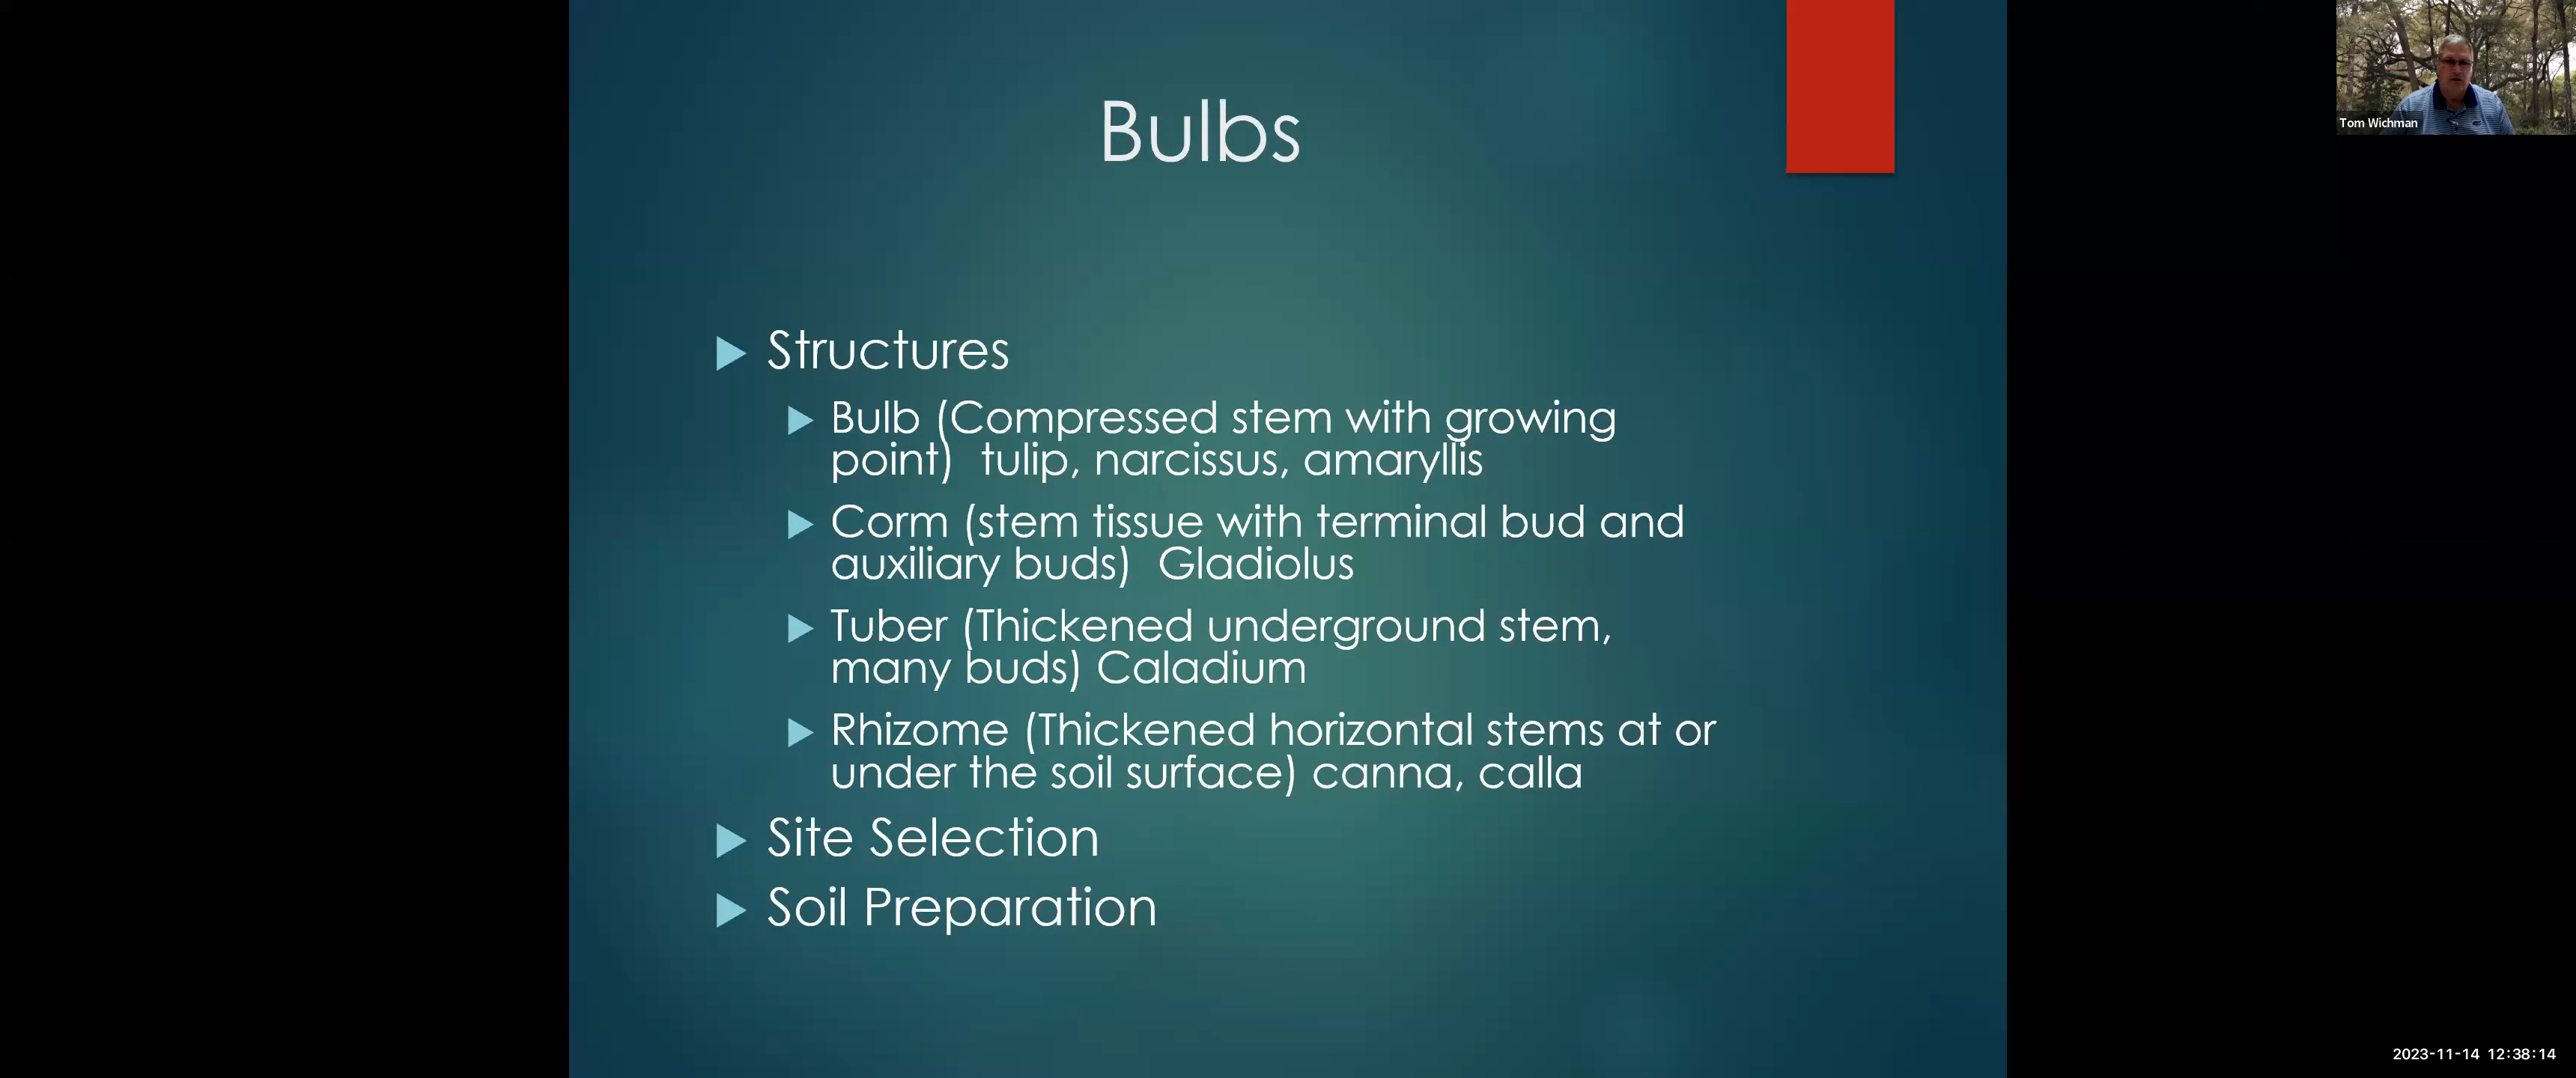 Bulbs
Tom Wichman
Structures
Bulb (Compressed stem with growing
point)  tulip, narcissus, amaryllis
Corm (stem tissue with terminal bud and
auxiliary buds)  Gladiolus
Tuber (Thickened underground stem,
many buds) Caladium
Rhizome (Thickened horizontal stems at or
under the soil surface) canna, calla
Site Selection
Soil Preparation
2023-11-14 12:38:14